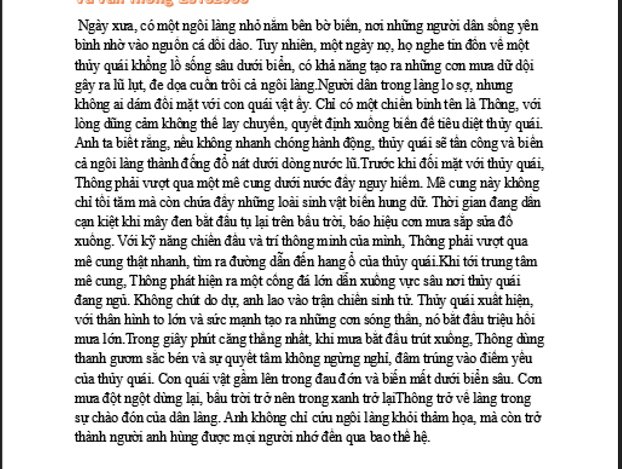 Ngày xưa, có một ngôi làng nhỏ nằm bên bờ biển, nơi những người dân sống yên
bình nhờ vào nguồn cá dồi dào. Tuy nhiên, một ngày nọ, họ nghe tin đồn về một
thủy quái khổng lồ sống sâu dưới biển, có khả năng tạo ra những cơn mưa dữ dội
gây ra lũ lụt, đe dọa cuốn trôi cả ngôi làng.Người dân trong làng lo sợ, nhưng
không ai dám đối mặt với con quái vật ấy. Chỉ có một chiến binh tên là Thông, với
lòng dũng cảm không thể lay chuyển, quyết định xuống biển để tiêu diệt thủy quái.
Anh ta biết rằng, nếu không nhanh chóng hành động, thủy quái sẽ tấn công và biến
cả ngôi làng thành đống đổ nát dưới dòng nước lũ.Trước khi đối mặt với thủy quái,
Thông phải vượt qua một mê cung dưới nước đầy nguy hiểm. Mê cung này không
chỉ tối tăm mà còn chứa đầy những loài sinh vật biển hung dữ. Thời gian đang dần
cạn kiệt khi mây đen bắt đầu tụ lại trên bầu trời, báo hiệu cơn mưa sắp sửa đổ
xuống. Với kỹ năng chiến đấu và trí thông minh của mình, Thông phải vượt qua
mê cung thật nhanh, tìm ra đường dẫn đến hang ổ của thủy quái.Khi tới trung tâm
mê cung, Thông phát hiện ra một cổng đá lớn dẫn xuống vực sâu nơi thủy quái
đang ngủ. Không chút do dự, anh lao vào trận chiến sinh tử. Thủy quái xuất hiện,
với thân hình to lớn và sức mạnh tạo ra những cơn sóng thần, nó bắt đầu triệu hồi
mưa lớn.Trong giây phút căng thẳng nhất, khi mưa bắt đầu trút xuống, Thông dùng
thanh gươm sắc bén và sự quyết tâm không ngừng nghỉ, đâm trúng vào điểm yếu
của thủy quái. Con quái vật gầm lên trong đau đớn và biến mất dưới biển sâu. Cơn
mưa đột ngột dừng lại, bầu trời trở nên trong xanh trở lạiThông trở về làng trong
sự chào đón của dân làng. Anh không chỉ cứu ngôi làng khỏi thảm họa, mà còn trở
thành người anh hùng được mọi người nhớ đến qua bao thế hệ.